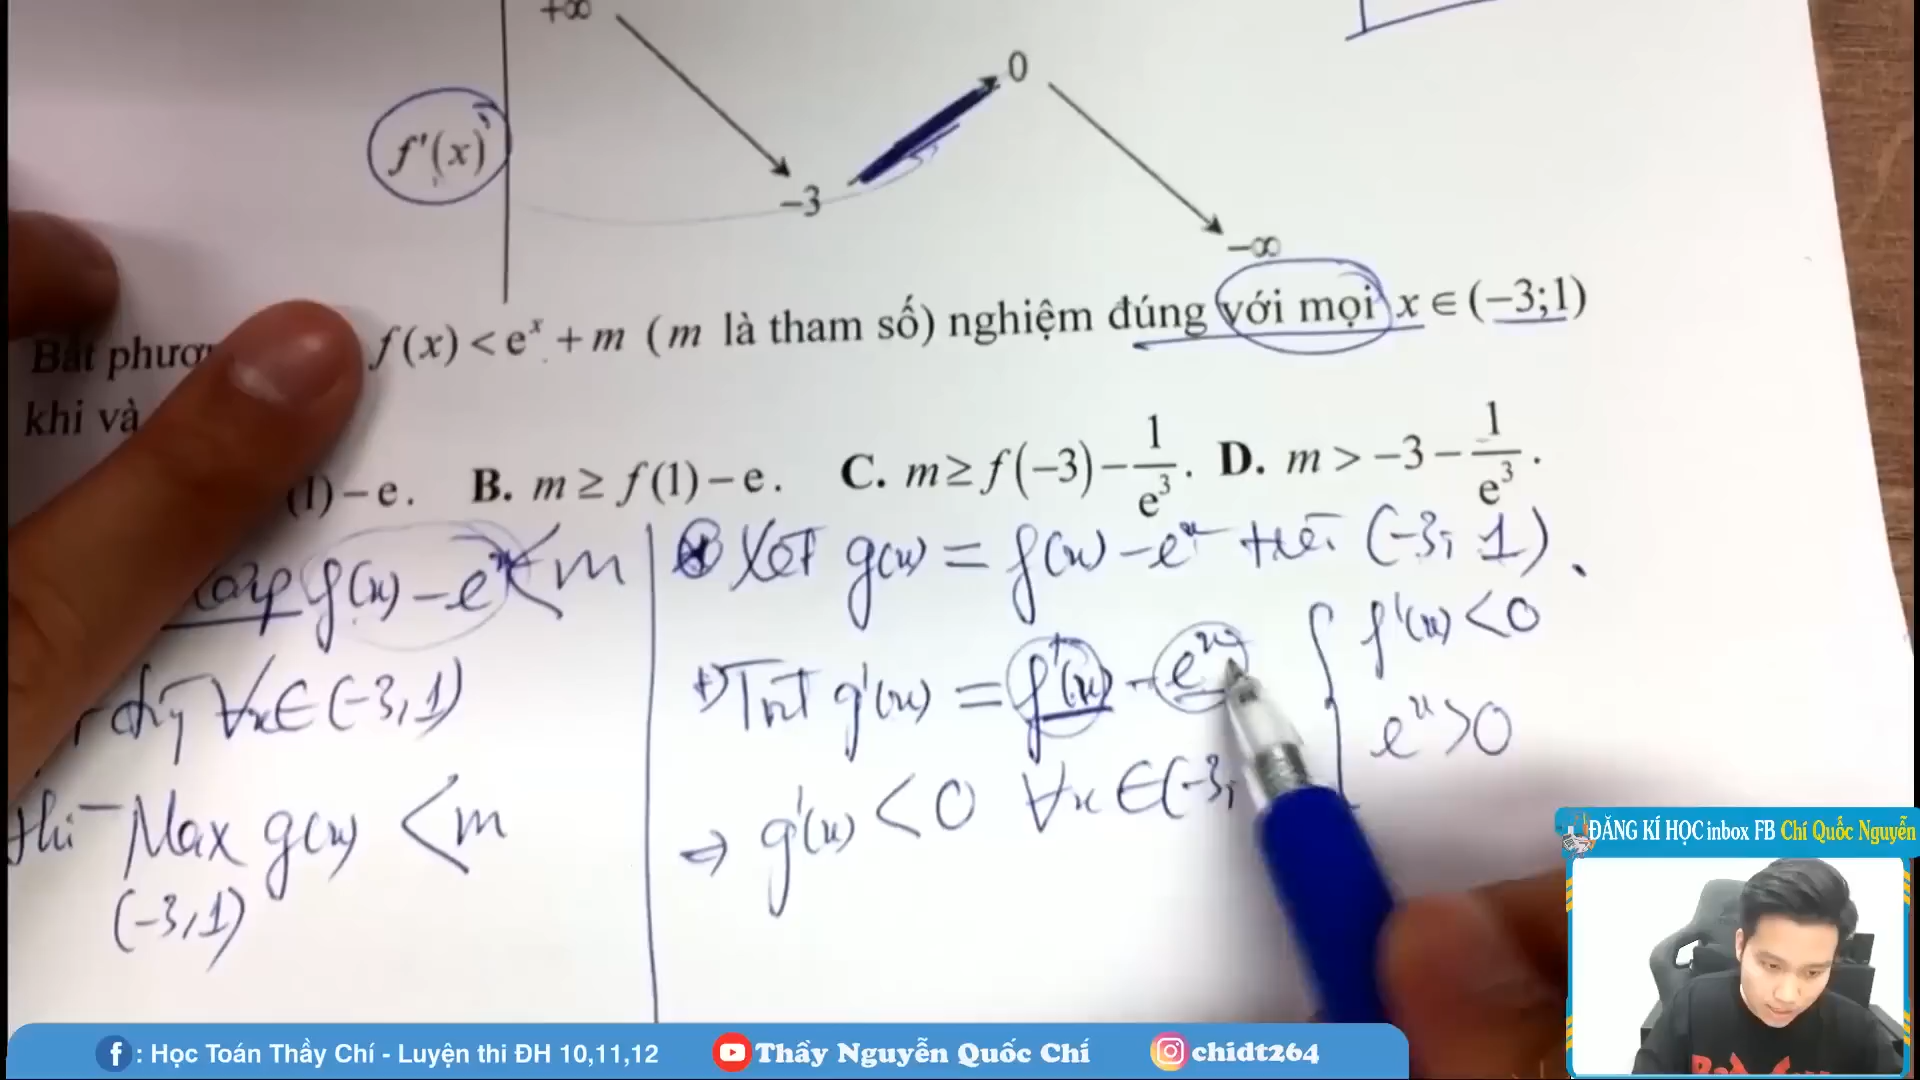 +∞
0
f'(x)
-3
-∞
Bất f(x) < eˣ + m (m là tham số) nghiệm đúng với mọi x ∈ (-3;1)
khi và
(1) - e. B. m ≥ f(1) - e. C. m ≥ f(-3) - 1/e³. D. m > -3 - 1/e³.
f(x) - eˣ < m
∀x ∈ (-3,1)
thì Max g(x) < m
(-3,1)
Xét g(x) = f(x) - eˣ trên (-3; 1).
+) g'(x) = f'(x) - eˣ
f'(x) < 0
eˣ > 0
⇒ g'(x) < 0 ∀x ∈ (-3;
ĐĂNG KÍ HỌC inbox FB Chí Quốc Nguyễn
f : Học Toán Thầy Chí - Luyện thi ĐH 10,11,12
Thầy Nguyễn Quốc Chí
chidt264